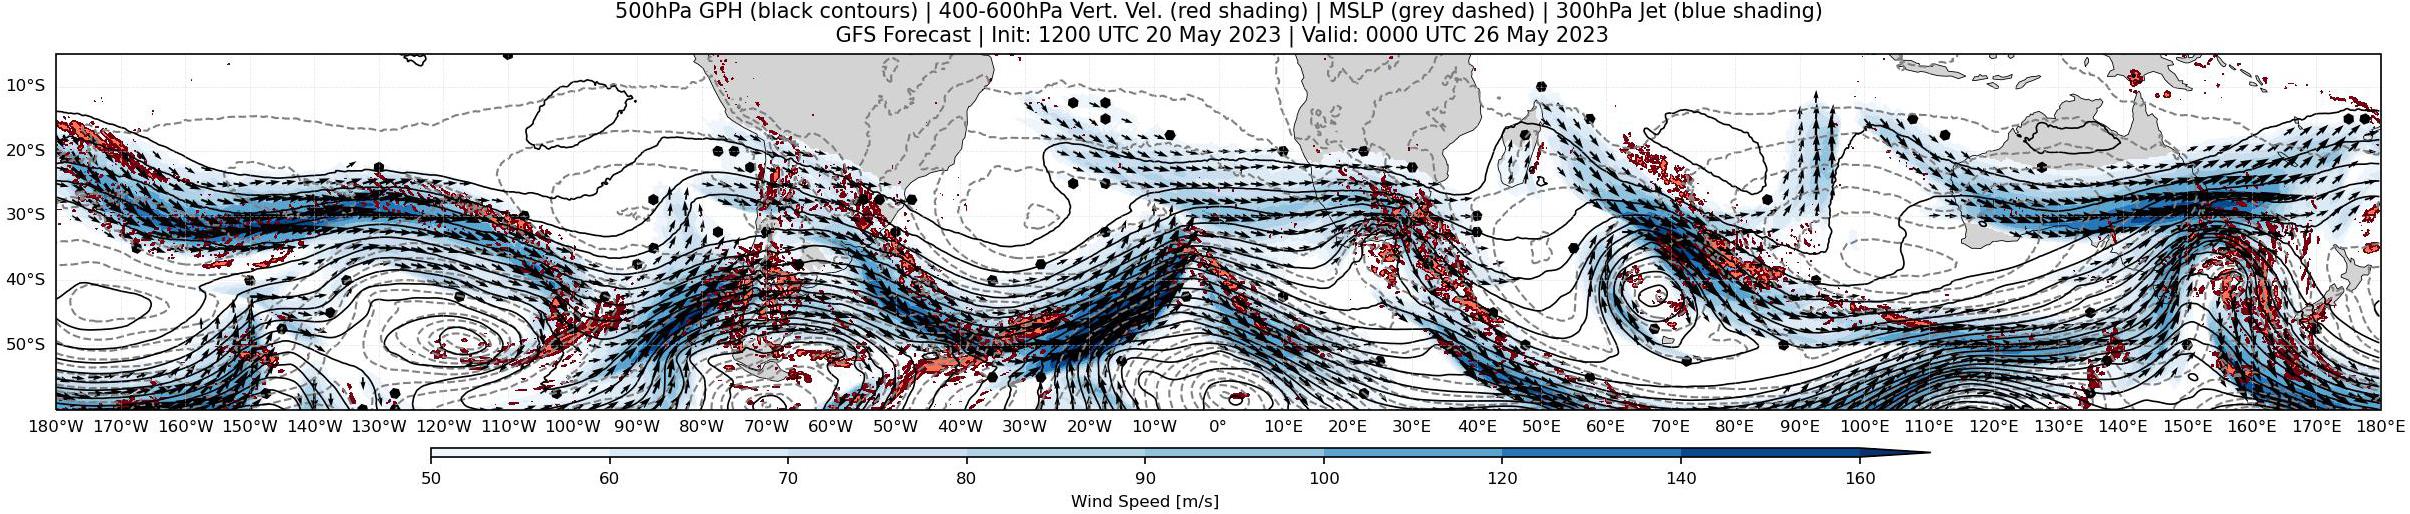 500hPa GPH (black contours) | 400-600hPa Vert. Vel. (red shading) | MSLP (grey dashed) | 300hPa Jet (blue shading)
GFS Forecast | Init: 1200 UTC 20 May 2023 | Valid: 0000 UTC 26 May 2023
10°S
20°S
30°S
40°S
50°S
180°W 170°W 160°W 150°W 140°W 130°W 120°W 110°W 100°W 90°W 80°W 70°W 60°W 50°W 40°W 30°W 20°W 10°W 0° 10°E 20°E 30°E 40°E 50°E 60°E 70°E 80°E 90°E 100°E 110°E 120°E 130°E 140°E 150°E 160°E 170°E 180°E
50 60 70 80 90 100 120 140 160
Wind Speed [m/s]